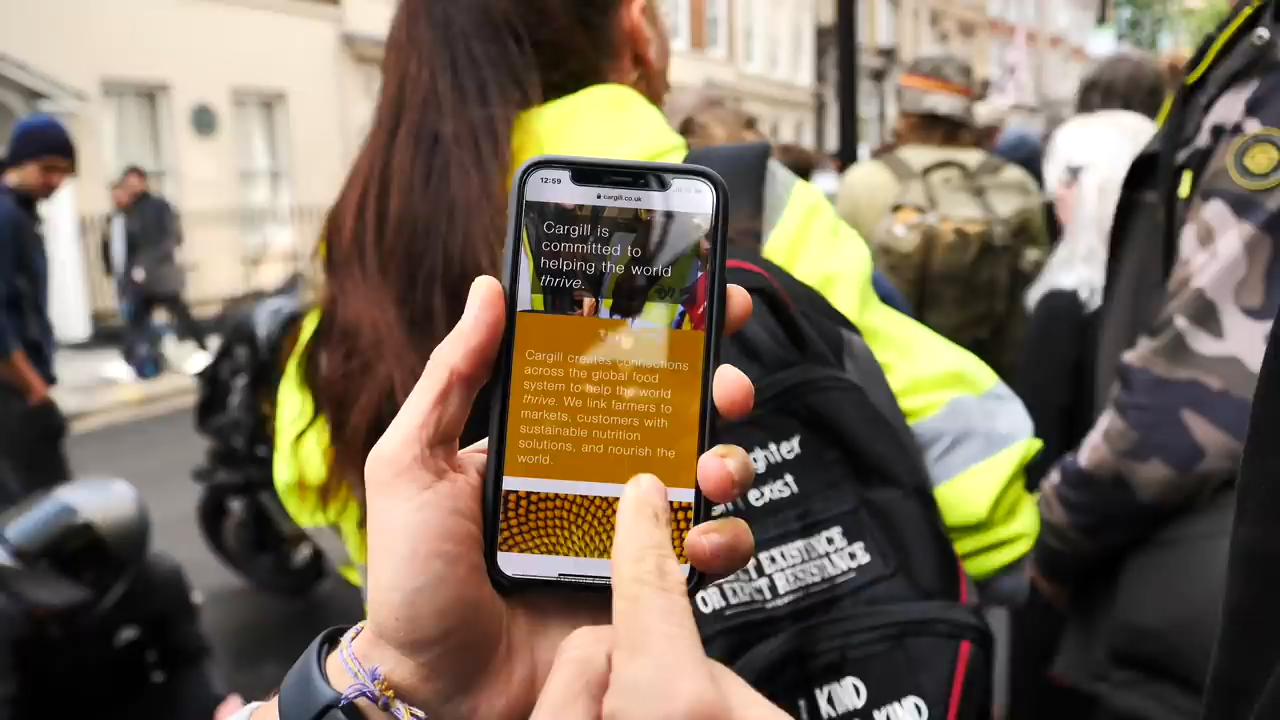 12:59
cargill.co.uk
Cargill is
committed to
helping the world
thrive.
Cargill creates connections
across the global food
system to help the world
thrive. We link farmers to
markets, customers with
sustainable nutrition
solutions, and nourish the
world.
exist
EXISTENCE
OR EXPECT RESISTANCE
KIND
KIND